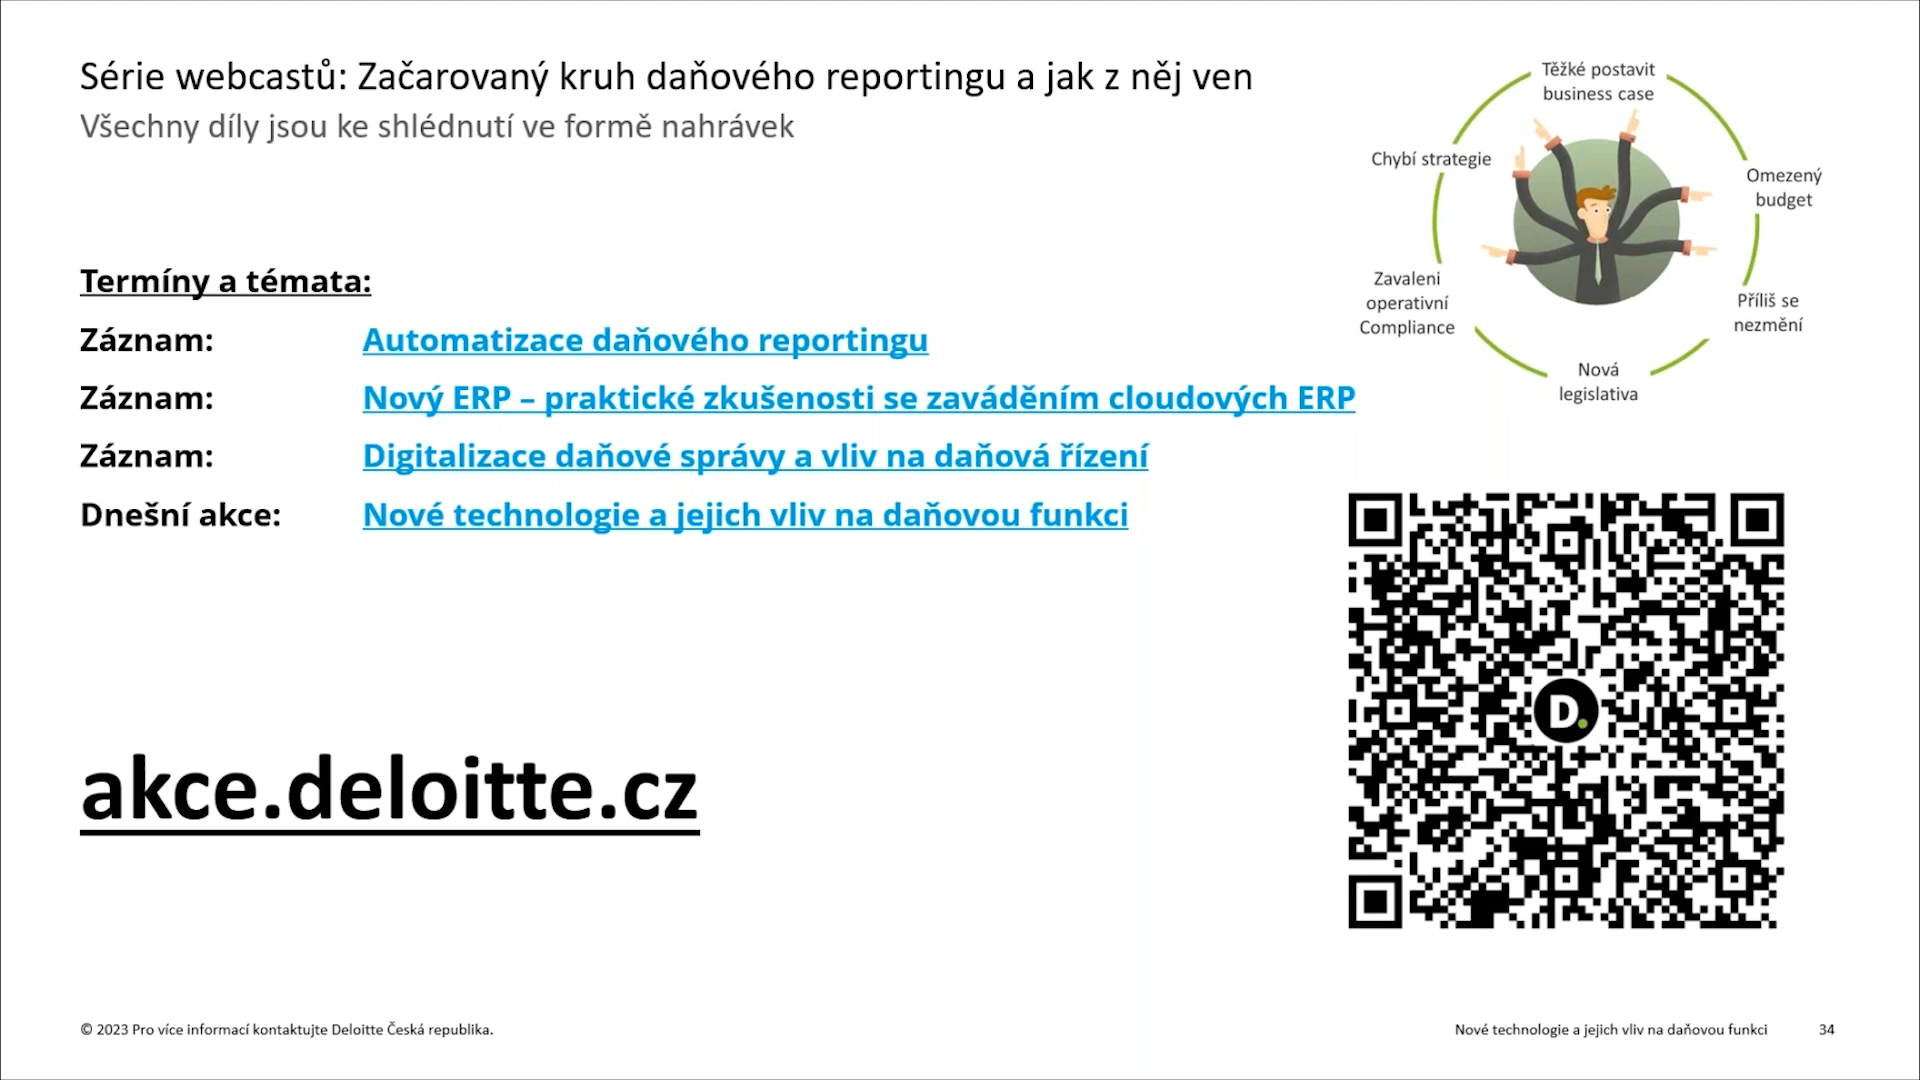 Série webcastů: Začarovaný kruh daňového reportingu a jak z něj ven
Všechny díly jsou ke shlédnutí ve formě nahrávek
Těžké postavit
business case
Chybí strategie
Omezený
budget
Zavaleni
operativní
Compliance
Příliš se
nezmění
Nová
legislativa
Termíny a témata:
Záznam: Automatizace daňového reportingu
Záznam: Nový ERP – praktické zkušenosti se zaváděním cloudových ERP
Záznam: Digitalizace daňové správy a vliv na daňová řízení
Dnešní akce: Nové technologie a jejich vliv na daňovou funkci
D.
akce.deloitte.cz
© 2023 Pro více informací kontaktujte Deloitte Česká republika.
Nové technologie a jejich vliv na daňovou funkci 34